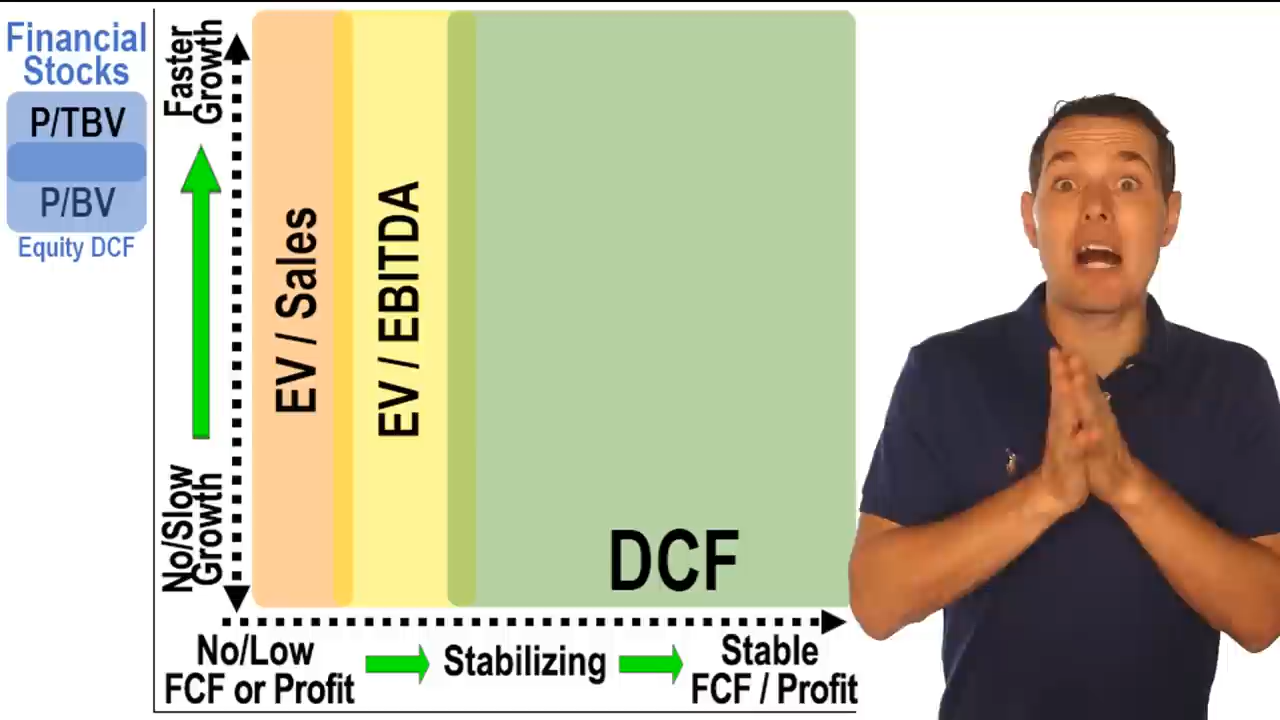 Financial
Stocks
P/TBV
P/BV
Equity DCF
Faster
Growth
No/Slow
Growth
EV / Sales
EV / EBITDA
DCF
No/Low
FCF or Profit
Stabilizing
Stable
FCF / Profit